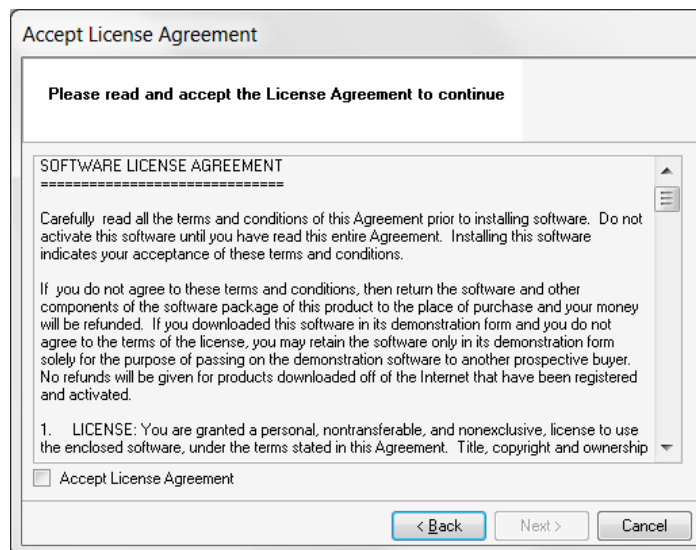 Accept License Agreement
Please read and accept the License Agreement to continue
SOFTWARE LICENSE AGREEMENT
==============================
Carefully  read all the terms and conditions of this Agreement prior to installing software.  Do not
activate this software until you have read this entire Agreement.  Installing this software
indicates your acceptance of these terms and conditions.
If  you do not agree to these terms and conditions, then return the software and other
components of the software package of this product to the place of purchase and your money
will be refunded.  If you downloaded this software in its demonstration form and you do not
agree to the terms of the license, you may retain the software only in its demonstration form
solely for the purpose of passing on the demonstration software to another prospective buyer.
No refunds will be given for products downloaded off of the Internet that have been registered
and activated.
1.    LICENSE: You are granted a personal, nontransferable, and nonexclusive, license to use
the enclosed software, under the terms stated in this Agreement.  Title, copyright and ownership
Accept License Agreement
< Back
Next >
Cancel